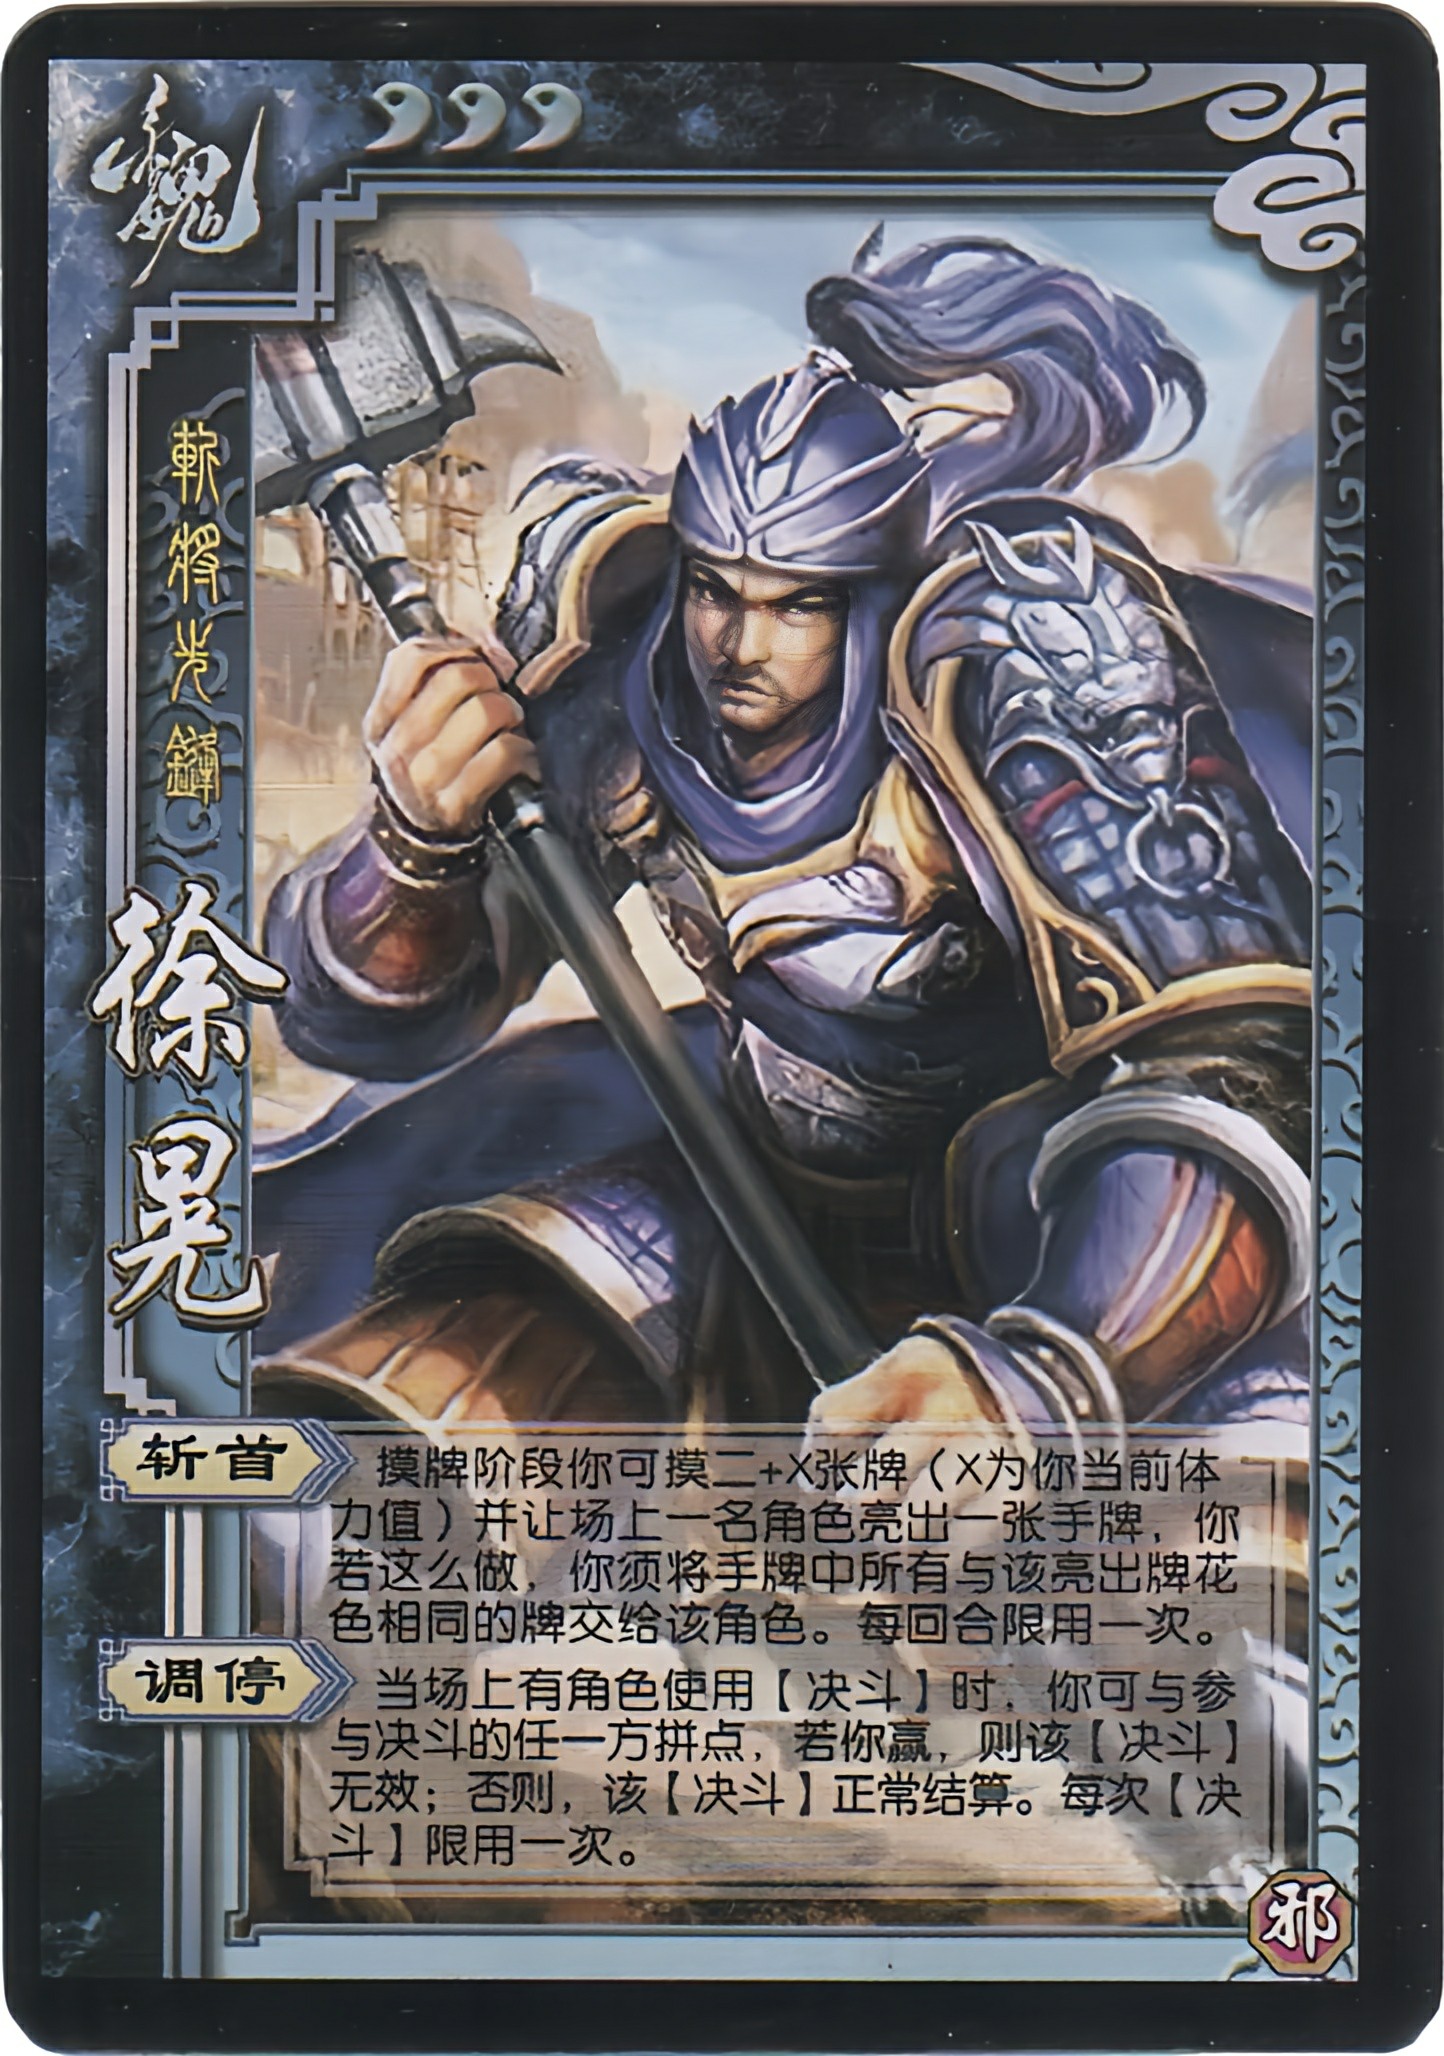 魏
斩将先锋
徐晃
斩首
摸牌阶段你可摸二+X张牌（X为你当前体
力值）并让场上一名角色亮出一张手牌，你
若这么做，你须将手牌中所有与该亮出牌花
色相同的牌交给该角色。每回合限用一次。
调停
当场上有角色使用【决斗】时，你可与参
与决斗的任一方拼点，若你赢，则该【决斗】
无效；否则，该【决斗】正常结算。每次【决
斗】限用一次。
邪